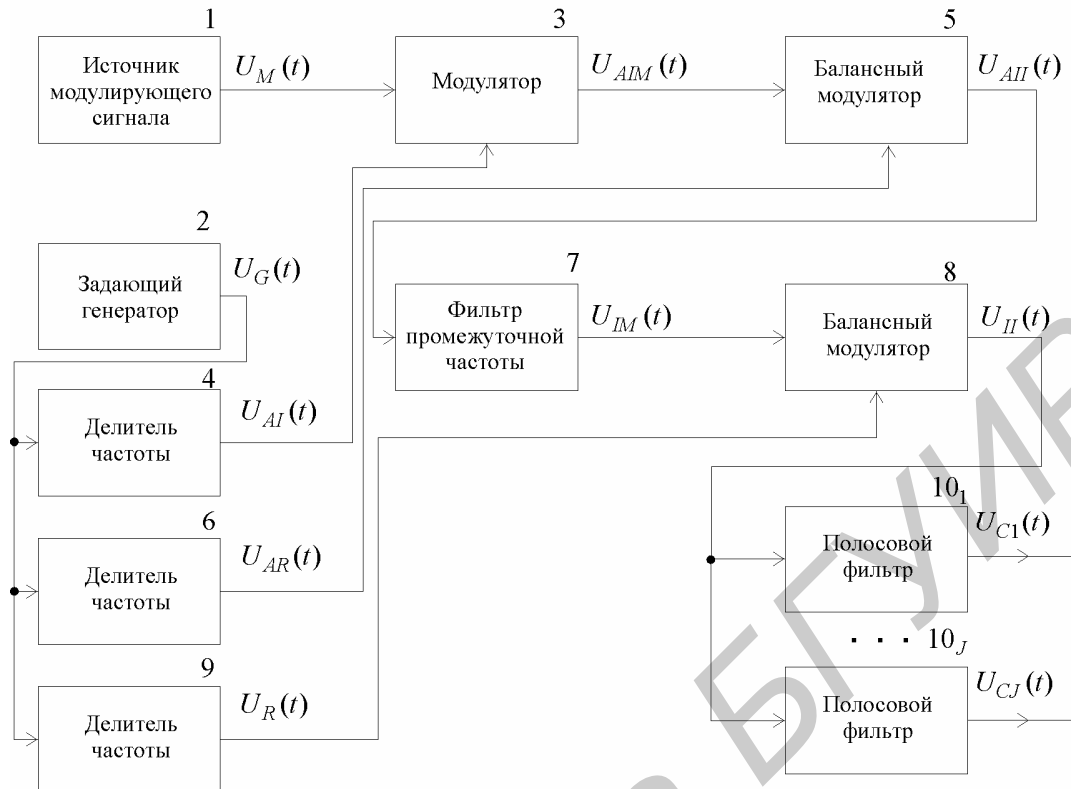 1
Источник
модулирующего
сигнала
U_M(t)
3
Модулятор
U_AIM(t)
5
Балансный
модулятор
U_AII(t)
2
Задающий
генератор
U_G(t)
7
Фильтр
промежуточной
частоты
U_IM(t)
8
Балансный
модулятор
U_II(t)
4
Делитель
частоты
U_AI(t)
6
Делитель
частоты
U_AR(t)
9
Делитель
частоты
U_R(t)
10_1
Полосовой
фильтр
U_C1(t)
. . . 10_J
Полосовой
фильтр
U_CJ(t)
БГУИР